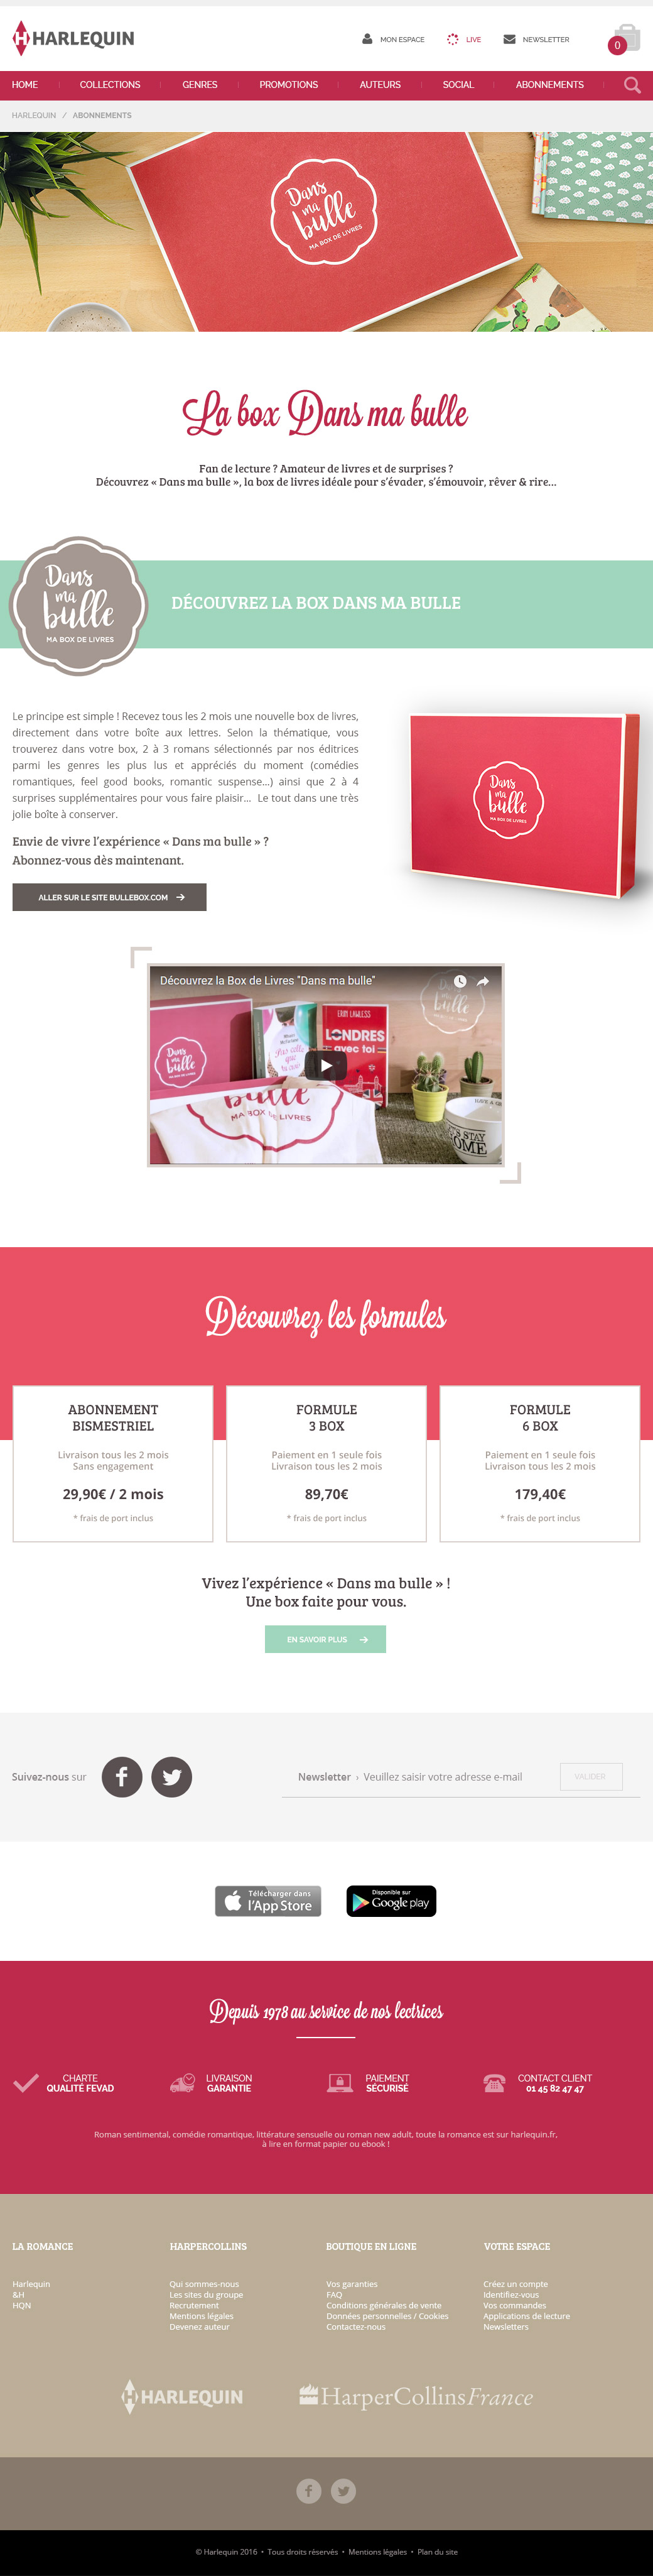 HARLEQUIN
MON ESPACE
LIVE
NEWSLETTER
0
HOME
COLLECTIONS
GENRES
PROMOTIONS
AUTEURS
SOCIAL
ABONNEMENTS
HARLEQUIN / ABONNEMENTS
Dans
ma
bulle
MA BOX DE LIVRES
La box Dans ma bulle
Fan de lecture ? Amateur de livres et de surprises ?
Découvrez « Dans ma bulle », la box de livres idéale pour s’évader, s’émouvoir, rêver & rire...
Dans
ma
bulle
MA BOX DE LIVRES
DÉCOUVREZ LA BOX DANS MA BULLE
Le principe est simple ! Recevez tous les 2 mois une nouvelle box de livres,
directement dans votre boîte aux lettres. Selon la thématique, vous
trouverez dans votre box, 2 à 3 romans sélectionnés par nos éditrices
parmi les genres les plus lus et appréciés du moment (comédies
romantiques, feel good books, romantic suspense...) ainsi que 2 à 4
surprises supplémentaires pour vous faire plaisir... Le tout dans une très
jolie boîte à conserver.
Envie de vivre l’expérience « Dans ma bulle » ?
Abonnez-vous dès maintenant.
ALLER SUR LE SITE BULLEBOX.COM
Dans
ma
bulle
MA BOX DE LIVRES
Découvrez la Box de Livres "Dans ma bulle"
Dans
ma
bulle
ERIN LAWLESS
LONDRES
avec toi
bulle
MA BOX DE LIVRES
LET'S STAY
HOME
Découvrez les formules
ABONNEMENT
BISMESTRIEL
Livraison tous les 2 mois
Sans engagement
29,90€ / 2 mois
* frais de port inclus
FORMULE
3 BOX
Paiement en 1 seule fois
Livraison tous les 2 mois
89,70€
* frais de port inclus
FORMULE
6 BOX
Paiement en 1 seule fois
Livraison tous les 2 mois
179,40€
* frais de port inclus
Vivez l’expérience « Dans ma bulle » !
Une box faite pour vous.
EN SAVOIR PLUS
Suivez-nous sur
Newsletter › Veuillez saisir votre adresse e-mail
VALIDER
Télécharger dans
l'App Store
Disponible sur
Google play
Depuis 1978 au service de nos lectrices
CHARTE
QUALITÉ FEVAD
LIVRAISON
GARANTIE
PAIEMENT
SÉCURISÉ
CONTACT CLIENT
01 45 82 47 47
Roman sentimental, comédie romantique, littérature sensuelle ou roman new adult, toute la romance est sur harlequin.fr,
à lire en format papier ou ebook !
LA ROMANCE
Harlequin
&H
HQN
HARPERCOLLINS
Qui sommes-nous
Les sites du groupe
Recrutement
Mentions légales
Devenez auteur
BOUTIQUE EN LIGNE
Vos garanties
FAQ
Conditions générales de vente
Données personnelles / Cookies
Contactez-nous
VOTRE ESPACE
Créez un compte
Identifiez-vous
Vos commandes
Applications de lecture
Newsletters
HARLEQUIN
HarperCollins France
© Harlequin 2016 • Tous droits réservés • Mentions légales • Plan du site